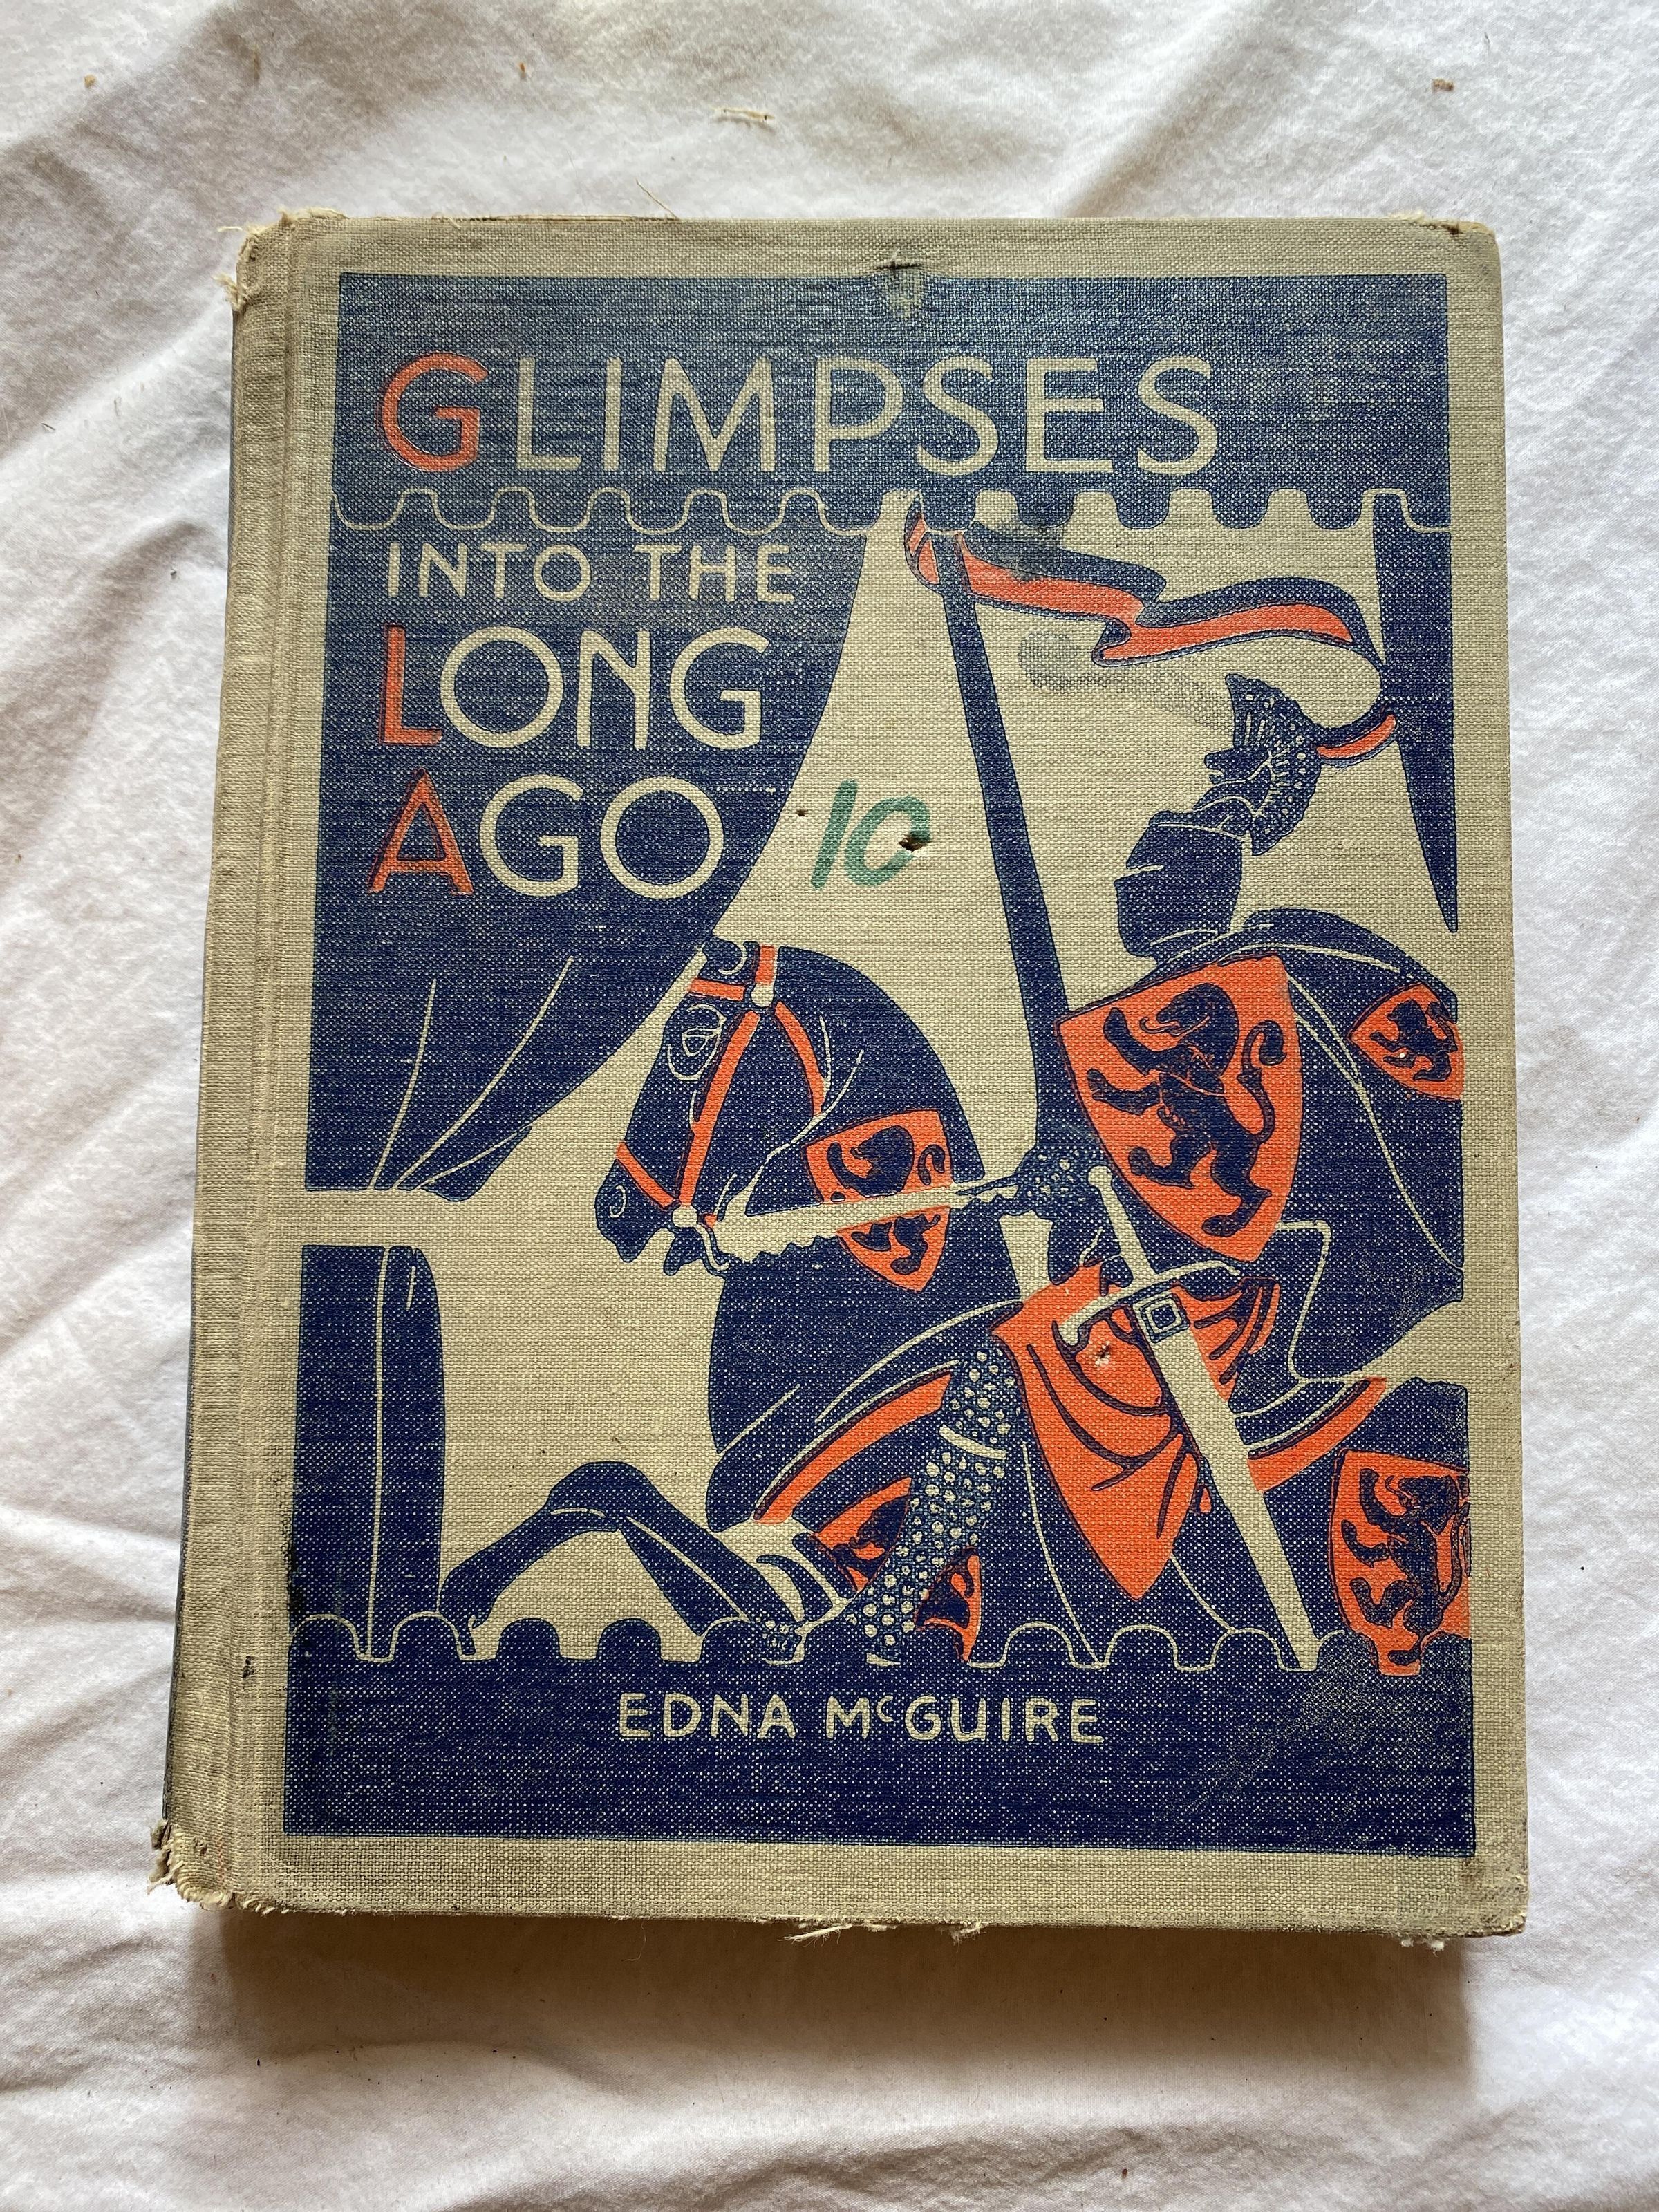 GLIMPSES
INTO THE
LONG
AGO
10
EDNA McGUIRE